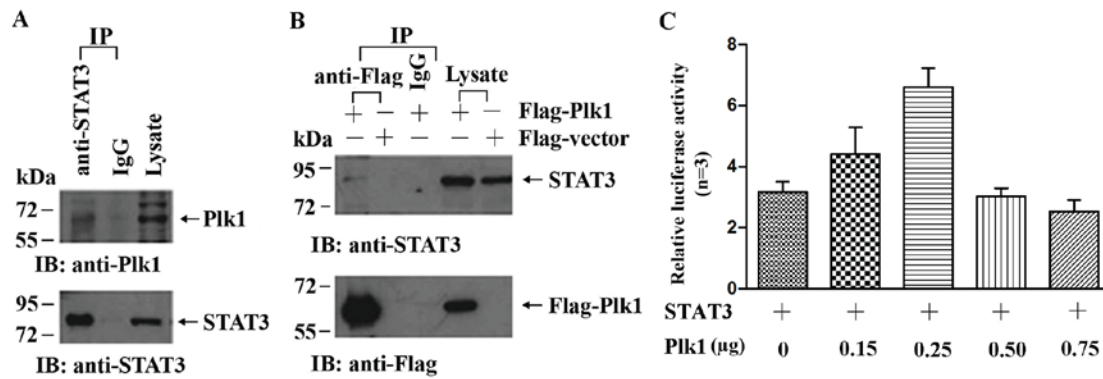 A
IP
anti-STAT3
IgG
Lysate
kDa
72
55
Plk1
IB: anti-Plk1
95
72
STAT3
IB: anti-STAT3
B
IP
anti-Flag
IgG
Lysate
+ − + + − Flag-Plk1
− + − − + Flag-vector
kDa
95
72
STAT3
IB: anti-STAT3
72
55
Flag-Plk1
IB: anti-Flag
C
Relative luciferase activity
(n=3)
8
6
4
2
0
STAT3 + + + + +
Plk1 (μg) 0 0.15 0.25 0.50 0.75